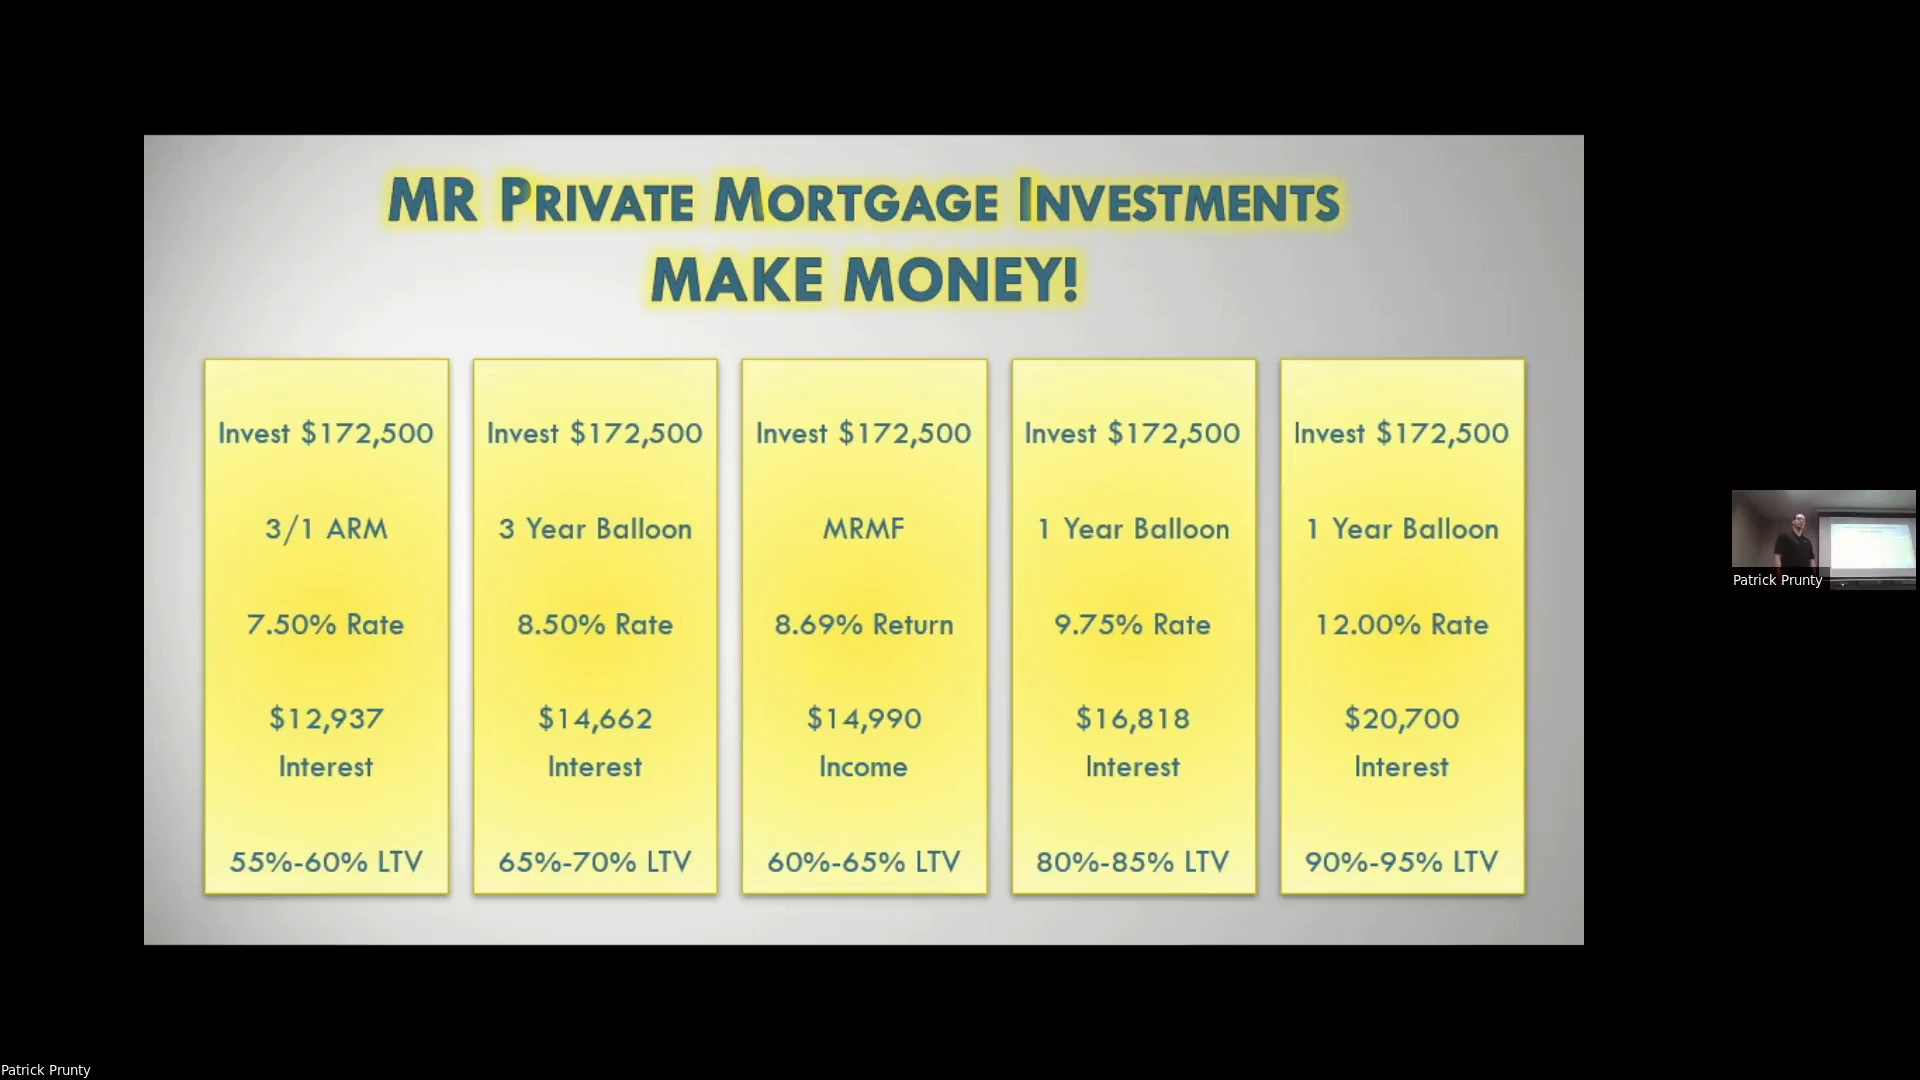 MR PRIVATE MORTGAGE INVESTMENTS
MAKE MONEY!
Invest $172,500
3/1 ARM
7.50% Rate
$12,937
Interest
55%-60% LTV
Invest $172,500
3 Year Balloon
8.50% Rate
$14,662
Interest
65%-70% LTV
Invest $172,500
MRMF
8.69% Return
$14,990
Income
60%-65% LTV
Invest $172,500
1 Year Balloon
9.75% Rate
$16,818
Interest
80%-85% LTV
Invest $172,500
1 Year Balloon
12.00% Rate
$20,700
Interest
90%-95% LTV
Patrick Prunty
Patrick Prunty